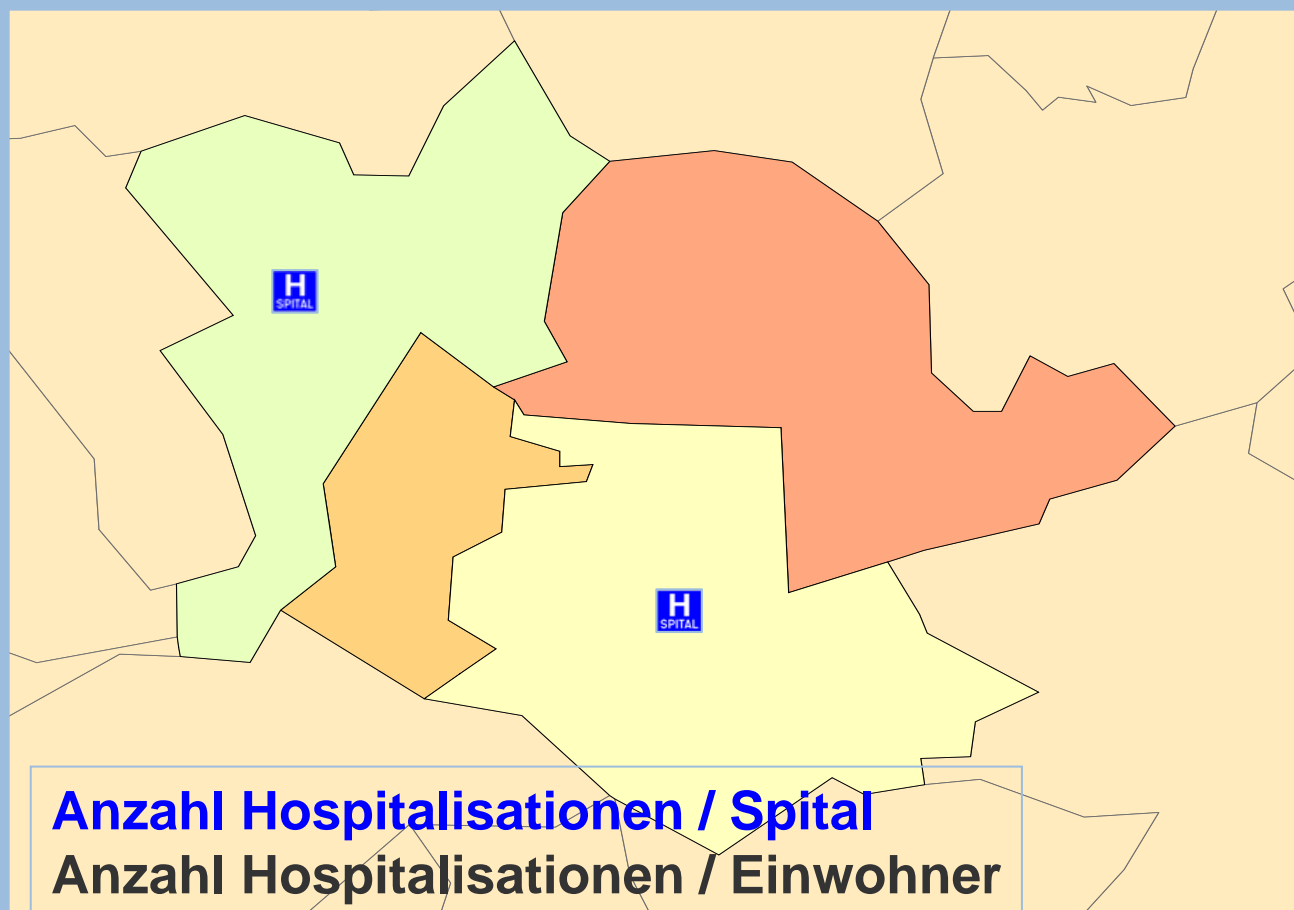 H
SPITAL
H
SPITAL
Anzahl Hospitalisationen / Spital
Anzahl Hospitalisationen / Einwohner